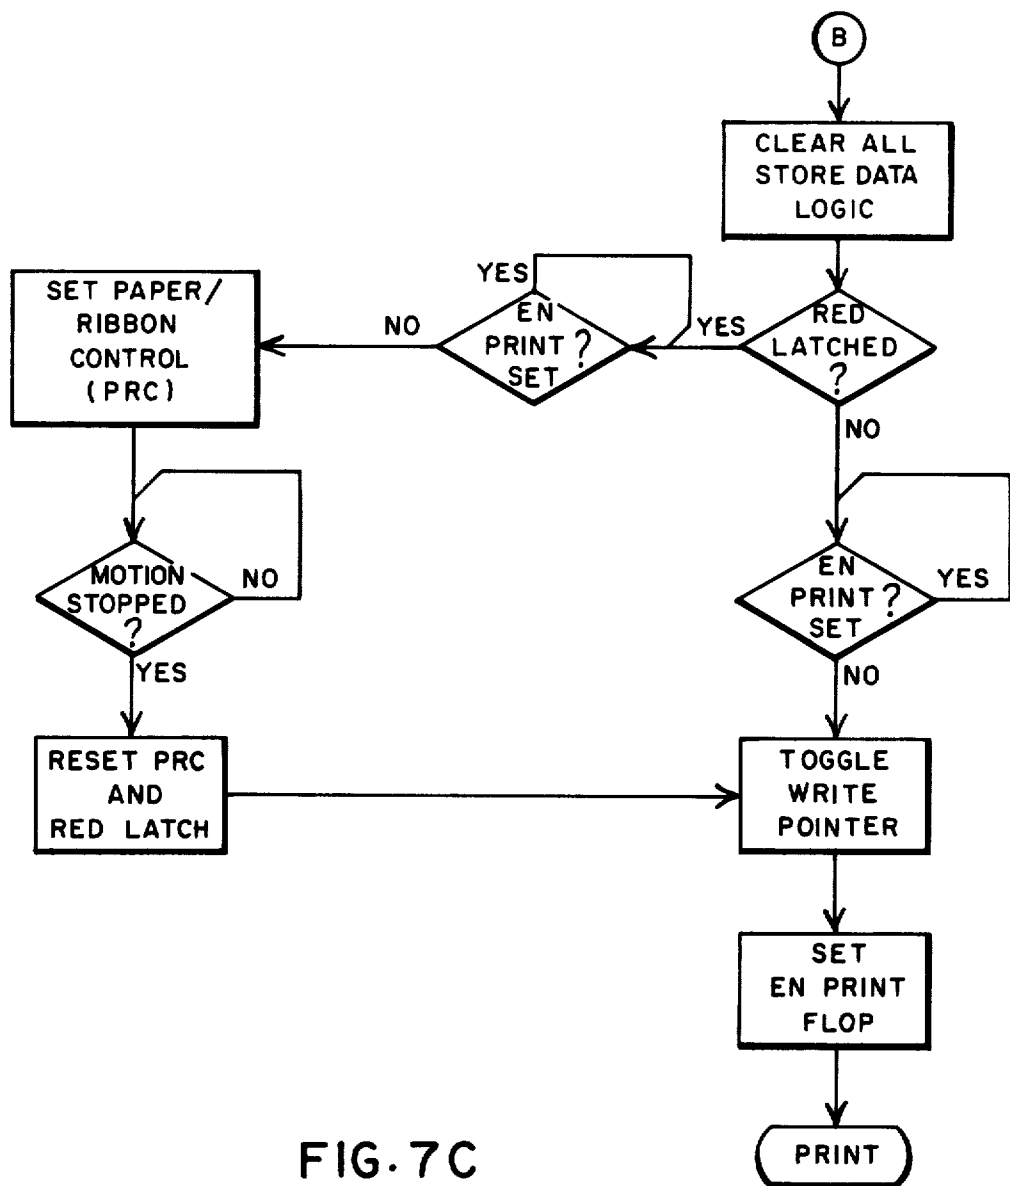 B
CLEAR ALL
STORE DATA
LOGIC
RED
LATCHED
?
YES
NO
EN
PRINT ?
SET
YES
NO
SET PAPER/
RIBBON
CONTROL
(PRC)
MOTION
STOPPED
?
NO
YES
RESET PRC
AND
RED LATCH
EN
PRINT ?
SET
YES
NO
TOGGLE
WRITE
POINTER
SET
EN PRINT
FLOP
PRINT
FIG. 7C